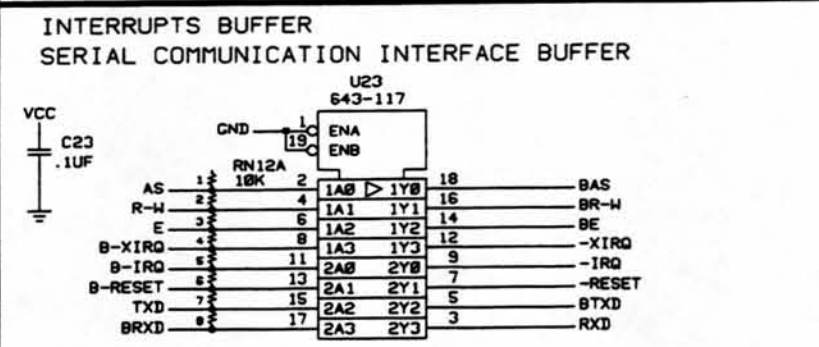 INTERRUPTS BUFFER
SERIAL COMMUNICATION INTERFACE BUFFER
U23
643-117
VCC
C23
.1UF
GND 1 ENA
19 ENB
RN12A
10K
AS 1 2 1A0 1Y0 18 BAS
R-W 2 4 1A1 1Y1 16 BR-W
E 3 6 1A2 1Y2 14 BE
B-XIRQ 4 8 1A3 1Y3 12 -XIRQ
B-IRQ 5 11 2A0 2Y0 9 -IRQ
B-RESET 6 13 2A1 2Y1 7 -RESET
TXD 7 15 2A2 2Y2 5 BTXD
BRXD 8 17 2A3 2Y3 3 RXD